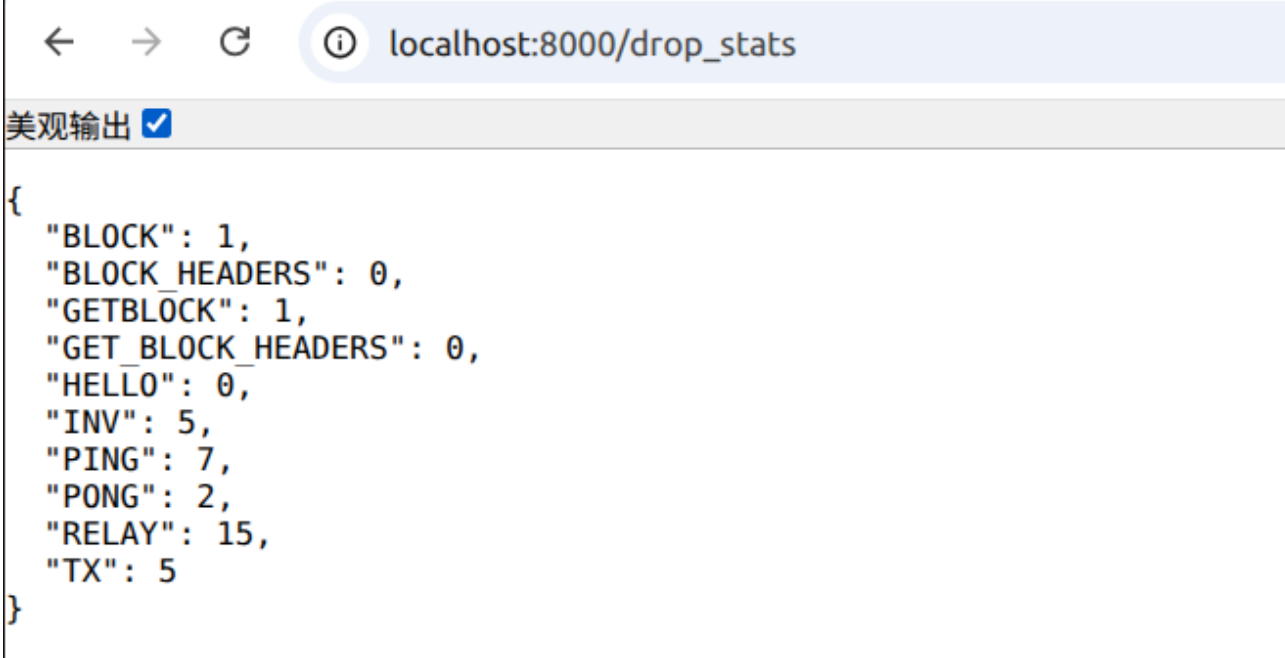 localhost:8000/drop_stats
美观输出
{
  "BLOCK": 1,
  "BLOCK_HEADERS": 0,
  "GETBLOCK": 1,
  "GET_BLOCK_HEADERS": 0,
  "HELLO": 0,
  "INV": 5,
  "PING": 7,
  "PONG": 2,
  "RELAY": 15,
  "TX": 5
}